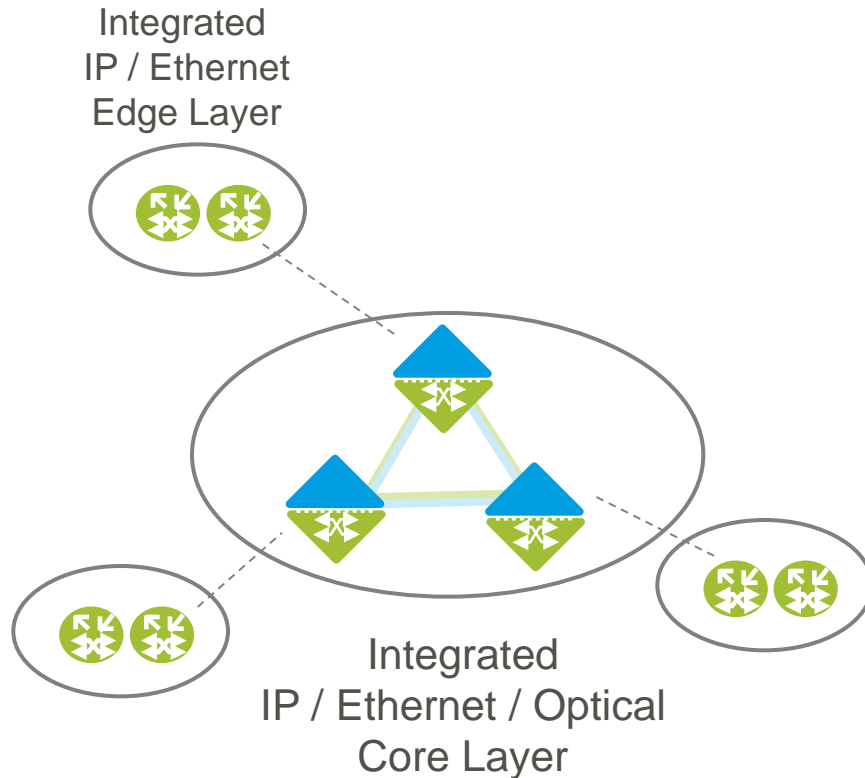 Integrated
IP / Ethernet
Edge Layer
Integrated
IP / Ethernet / Optical
Core Layer